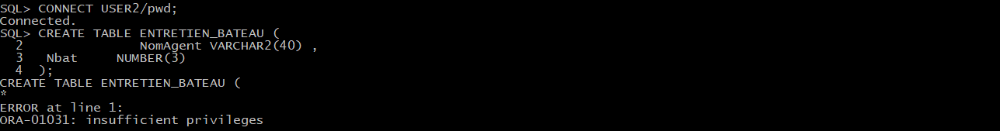 SQL> CONNECT USER2/pwd;
Connected.
SQL> CREATE TABLE ENTRETIEN_BATEAU (
  2                 NomAgent VARCHAR2(40) ,
  3   Nbat     NUMBER(3)
  4  );
CREATE TABLE ENTRETIEN_BATEAU (
*
ERROR at line 1:
ORA-01031: insufficient privileges